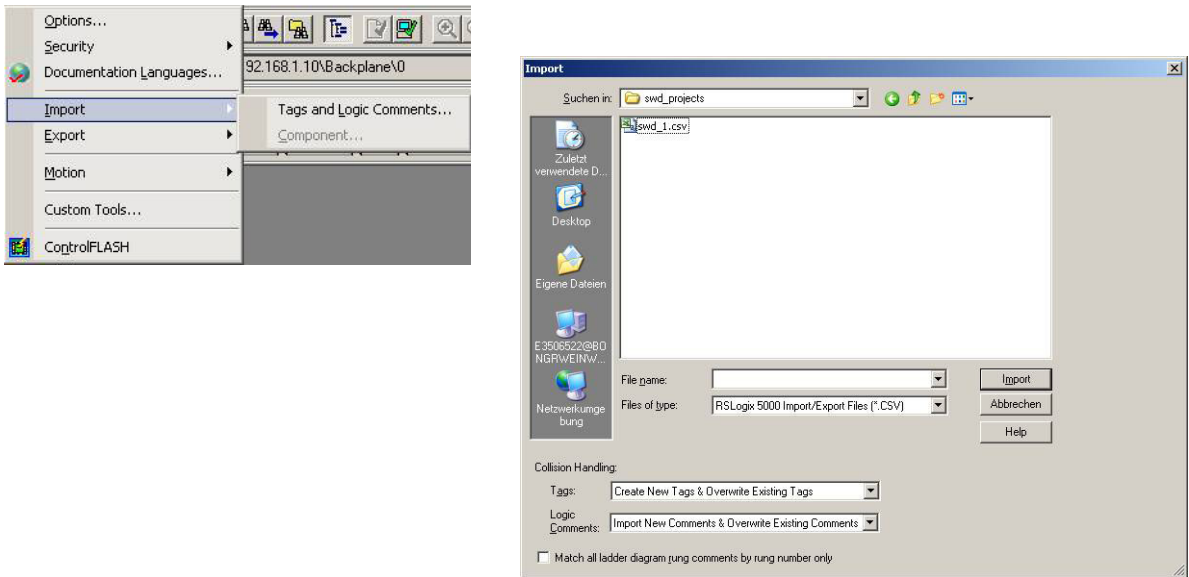 Options...
Security
Documentation Languages...
92.168.1.10\Backplane\0
Import
Tags and Logic Comments...
Export
Component...
Motion
Custom Tools...
ControlFLASH
Import
Suchen in:
swd_projects
swd_1.csv
Zuletzt
verwendete D...
Desktop
Eigene Dateien
E3506522@BO
NGRWEINW...
Netzwerkumge
bung
File name:
Import
Files of type:
RSLogix 5000 Import/Export Files (*.CSV)
Abbrechen
Help
Collision Handling:
Tags:
Create New Tags & Overwrite Existing Tags
Logic
Comments:
Import New Comments & Overwrite Existing Comments
Match all ladder diagram rung comments by rung number only